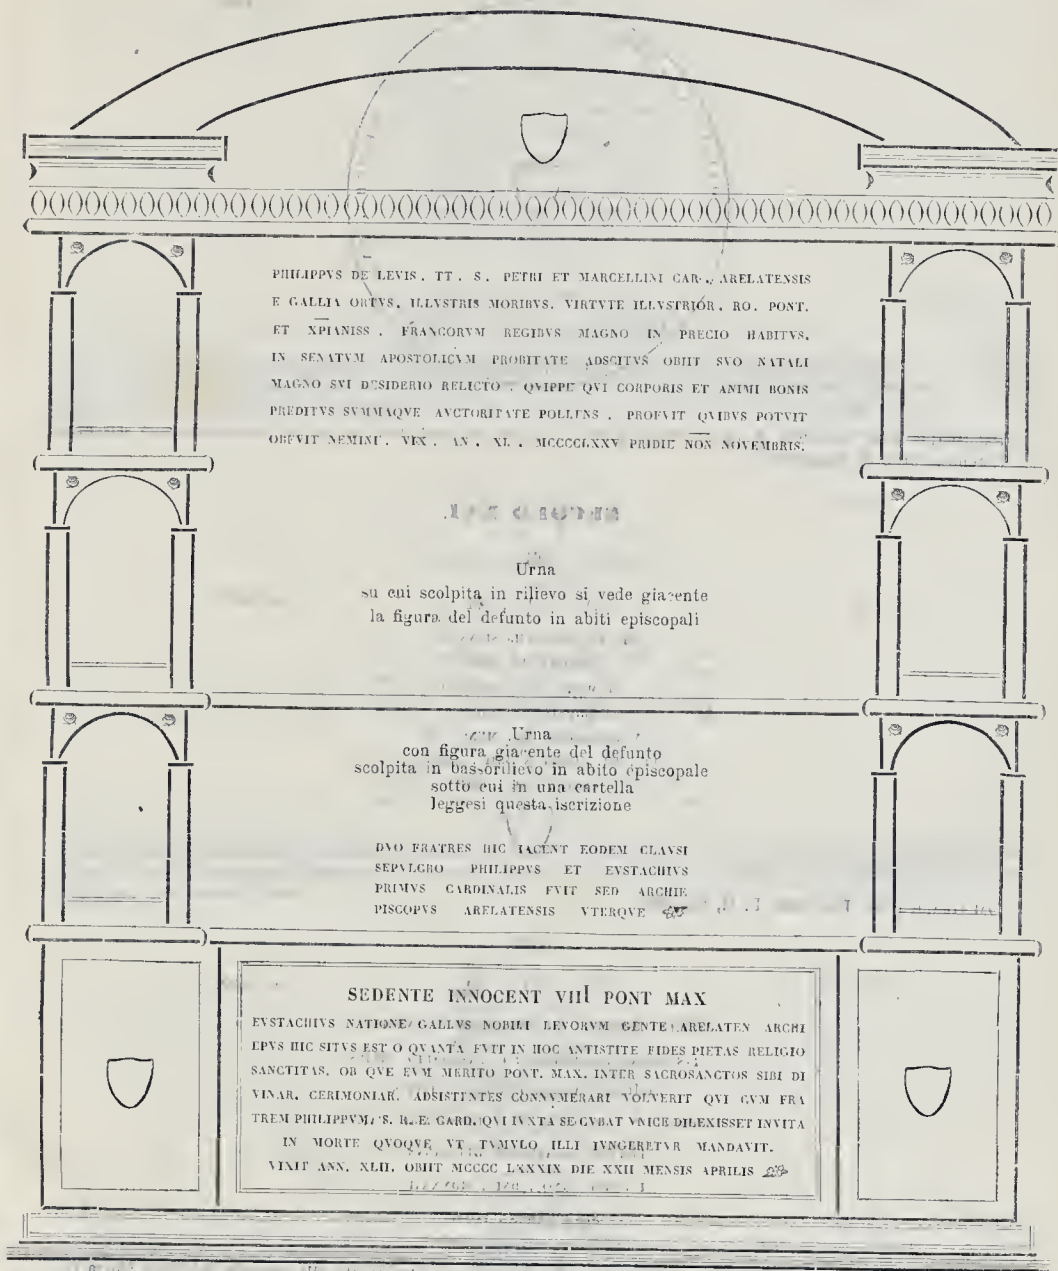 PHILIPPVS DE LEVIS . TT . S . PETRI ET MARCELLINI CAR . ARELATENSIS
E GALLIA ORTVS . ILLVSTRIS MORIBVS . VIRTVTE ILLVSTRIOR . RO . PONT .
ET XPIANISS . FRANCORVM REGIBVS MAGNO IN PRECIO HABITVS .
IN SENATVM APOSTOLICVM PROBITATE ADSCITVS OBIIT SVO NATALI
MAGNO SVI DESIDERIO RELICTO . QVIPPE QVI CORPORIS ET ANIMI BONIS
PREDITVS SVMMAQVE AVCTORITATE POLLENS . PROFVIT QVIBVS POTVIT
OBFVIT NEMINI . VIX . AN . XL . MCCCCLXXV PRIDIE NON NOVEMBRIS .
Urna
su cui scolpita in rilievo si vede giacente
la figura del defunto in abiti episcopali
Urna
con figura giacente del defunto
scolpita in bassorilievo in abito episcopale
sotto cui in una cartella
leggesi questa iscrizione
DVO FRATRES HIC IACENT EODEM CLAVSI
SEPVLCRO PHILIPPVS ET EVSTACHIVS
PRIMVS CARDINALIS FVIT SED ARCHIE
PISCOPVS ARELATENSIS VTERQVE
SEDENTE INNOCENT VIII PONT MAX
EVSTACHIVS NATIONE GALLVS NOBILI LEVORVM GENTE ARELATEN ARCHI
EPVS HIC SITVS EST O QVANTA FVIT IN HOC ANTISTITE FIDES PIETAS RELIGIO
SANCTITAS . OB QVE EVM MERITO PONT . MAX . INTER SACROSANCTOS SIBI DI
VINAR . CERIMONIAR . ADSISTENTES CONNVMERARI VOLVERIT QVI CVM FRA
TREM PHILIPPVM S . R . E . CARD . QVI IVXTA SECVBAT VNICE DILEXISSET INVITA
IN MORTE QVOQVE VT TVMVLO ILLI IVNGERETVR MANDAVIT .
VIXIT ANN . XLII . OBIIT MCCCC LXXXIX DIE XXII MENSIS APRILIS